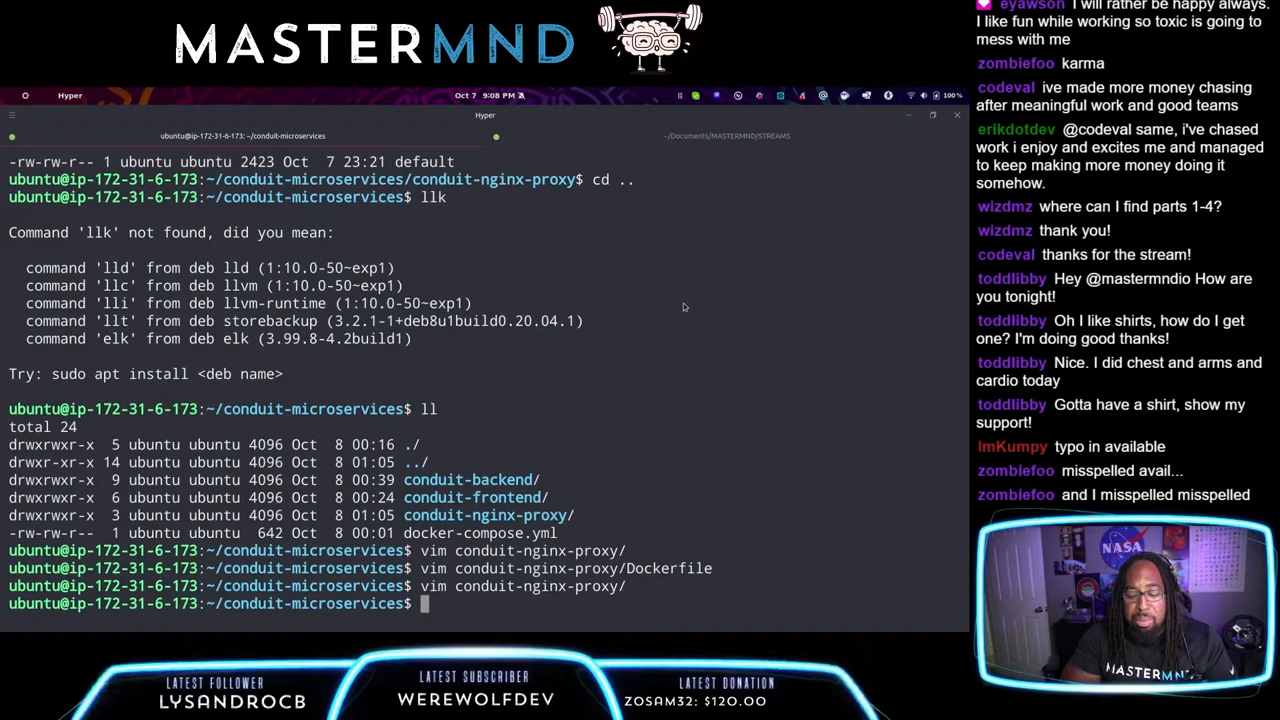 MASTERMND
Hyper
Oct 7 9:08 PM
100%
Hyper
ubuntu@ip-172-31-6-173: ~/conduit-microservices
~/Documents/MASTERMND/STREAMS
-rw-rw-r-- 1 ubuntu ubuntu 2423 Oct  7 23:21 default
ubuntu@ip-172-31-6-173:~/conduit-microservices/conduit-nginx-proxy$ cd ..
ubuntu@ip-172-31-6-173:~/conduit-microservices$ llk
Command 'llk' not found, did you mean:
command 'lld' from deb lld (1:10.0-50~exp1)
command 'llc' from deb llvm (1:10.0-50~exp1)
command 'lli' from deb llvm-runtime (1:10.0-50~exp1)
command 'llt' from deb storebackup (3.2.1-1+deb8u1build0.20.04.1)
command 'elk' from deb elk (3.99.8-4.2build1)
Try: sudo apt install <deb name>
ubuntu@ip-172-31-6-173:~/conduit-microservices$ ll
total 24
drwxrwxr-x  5 ubuntu ubuntu 4096 Oct  8 00:16 ./
drwxr-xr-x 14 ubuntu ubuntu 4096 Oct  8 01:05 ../
drwxrwxr-x  9 ubuntu ubuntu 4096 Oct  8 00:39 conduit-backend/
drwxrwxr-x  6 ubuntu ubuntu 4096 Oct  8 00:24 conduit-frontend/
drwxrwxr-x  3 ubuntu ubuntu 4096 Oct  8 01:05 conduit-nginx-proxy/
-rw-rw-r--  1 ubuntu ubuntu  642 Oct  8 00:01 docker-compose.yml
ubuntu@ip-172-31-6-173:~/conduit-microservices$ vim conduit-nginx-proxy/
ubuntu@ip-172-31-6-173:~/conduit-microservices$ vim conduit-nginx-proxy/Dockerfile
ubuntu@ip-172-31-6-173:~/conduit-microservices$ vim conduit-nginx-proxy/
ubuntu@ip-172-31-6-173:~/conduit-microservices$
eyawson I will rather be happy always.
I like fun while working so toxic is going to
mess with me
zombiefoo karma
codeval ive made more money chasing
after meaningful work and good teams
erikdotdev @codeval same, i've chased
work i enjoy and excites me and managed
to keep making more money doing it
somehow.
wizdmz where can I find parts 1-4?
wizdmz thank you!
codeval thanks for the stream!
toddlibby Hey @mastermndio How are
you tonight!
toddlibby Oh I like shirts, how do I get
one? I'm doing good thanks!
toddlibby Nice. I did chest and arms and
cardio today
toddlibby Gotta have a shirt, show my
support!
ImKumpy typo in available
zombiefoo misspelled avail...
zombiefoo and I misspelled misspelled
NASA
MASTERMND
LATEST FOLLOWER
LYSANDROCB
LATEST SUBSCRIBER
WEREWOLFDEV
LATEST DONATION
ZOSAM32: $120.00